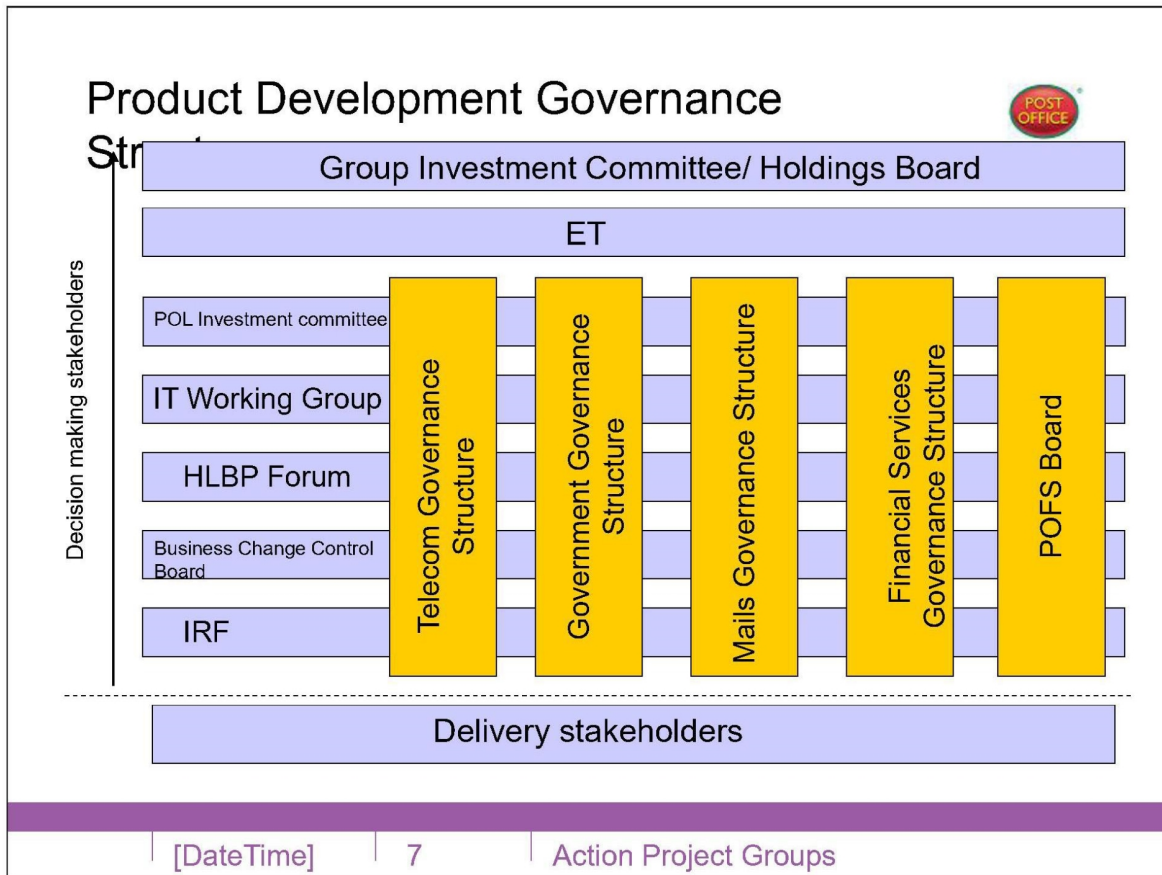 Product Development Governance
POST
OFFICE
Group Investment Committee/ Holdings Board
ET
Decision making stakeholders
POL Investment committee
IT Working Group
HLBP Forum
Business Change Control
Board
IRF
Telecom Governance
Structure
Government Governance
Structure
Mails Governance Structure
Financial Services
Governance Structure
POFS Board
Delivery stakeholders
[DateTime]
7
Action Project Groups